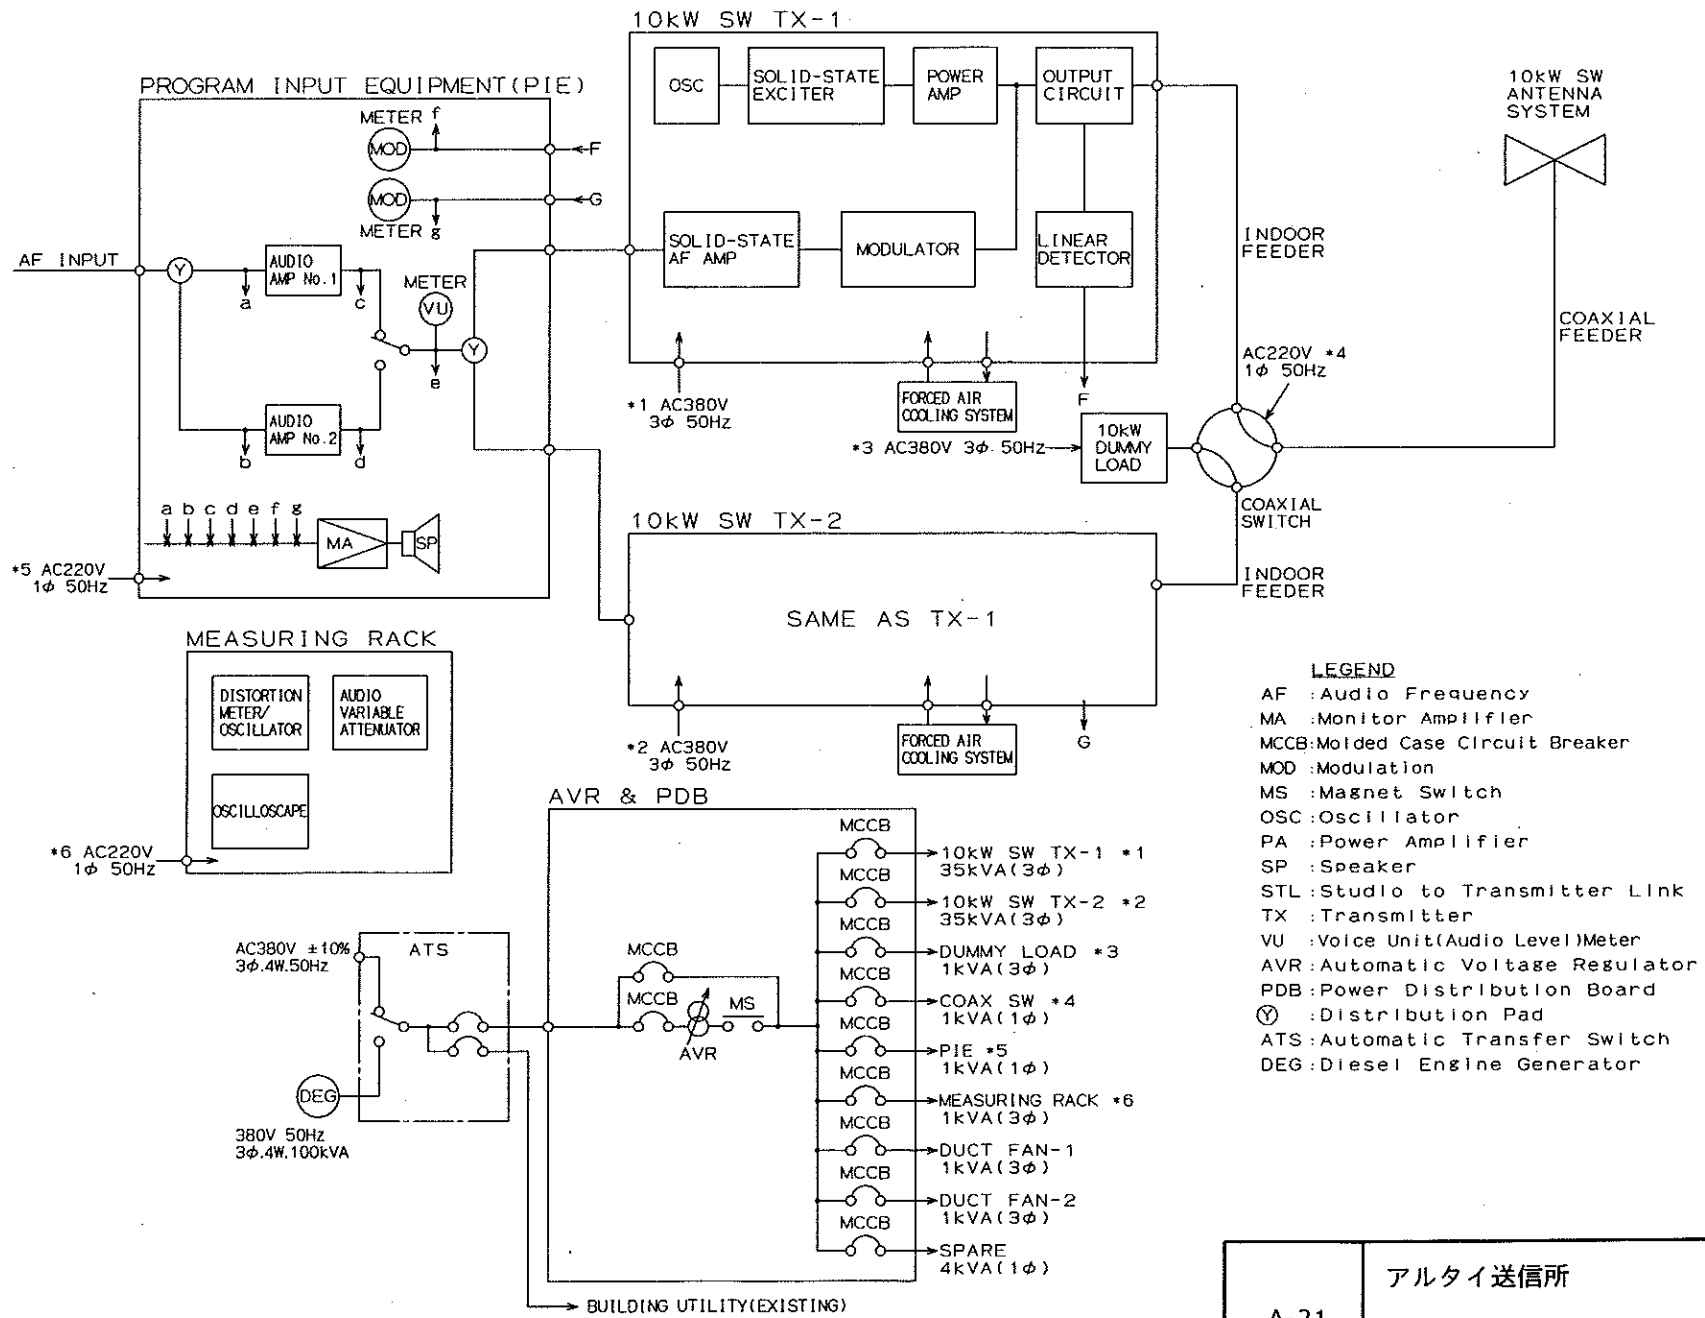 10kW SW TX-1
OSC
SOLID-STATE
EXCITER
POWER
AMP
OUTPUT
CIRCUIT
SOLID-STATE
AF AMP
MODULATOR
LINEAR
DETECTOR
*1 AC380V
3φ 50Hz
FORCED AIR
COOLING SYSTEM
F
PROGRAM INPUT EQUIPMENT(PIE)
METER f
MOD
F
MOD
G
METER g
AF INPUT
Y
AUDIO
AMP No.1
a
c
METER
VU
Y
e
AUDIO
AMP No.2
b
d
a b c d e f g
MA
SP
*5 AC220V
1φ 50Hz
10kW SW
ANTENNA
SYSTEM
INDOOR
FEEDER
COAXIAL
FEEDER
AC220V *4
1φ 50Hz
*3 AC380V 3φ 50Hz
10kW
DUMMY
LOAD
COAXIAL
SWITCH
INDOOR
FEEDER
10kW SW TX-2
SAME AS TX-1
*2 AC380V
3φ 50Hz
FORCED AIR
COOLING SYSTEM
G
MEASURING RACK
DISTORTION
METER/
OSCILLATOR
AUDIO
VARIABLE
ATTENUATOR
OSCILLOSCAPE
*6 AC220V
1φ 50Hz
AVR & PDB
AC380V ±10%
3φ.4W.50Hz
ATS
DEG
380V 50Hz
3φ.4W.100kVA
MCCB
MCCB
AVR
MS
MCCB
10kW SW TX-1 *1
35kVA(3φ)
MCCB
10kW SW TX-2 *2
35kVA(3φ)
MCCB
DUMMY LOAD *3
1kVA(3φ)
MCCB
COAX SW *4
1kVA(1φ)
MCCB
PIE *5
1kVA(1φ)
MCCB
MEASURING RACK *6
1kVA(3φ)
MCCB
DUCT FAN-1
1kVA(3φ)
MCCB
DUCT FAN-2
1kVA(3φ)
MCCB
SPARE
4kVA(1φ)
BUILDING UTILITY(EXISTING)
LEGEND
AF :Audio Frequency
MA :Monitor Amplifier
MCCB:Molded Case Circuit Breaker
MOD :Modulation
MS :Magnet Switch
OSC :Oscillator
PA :Power Amplifier
SP :Speaker
STL :Studio to Transmitter Link
TX :Transmitter
VU :Voice Unit(Audio Level)Meter
AVR :Automatic Voltage Regulator
PDB :Power Distribution Board
Y :Distribution Pad
ATS :Automatic Transfer Switch
DEG :Diesel Engine Generator
アルタイ送信所
A-21